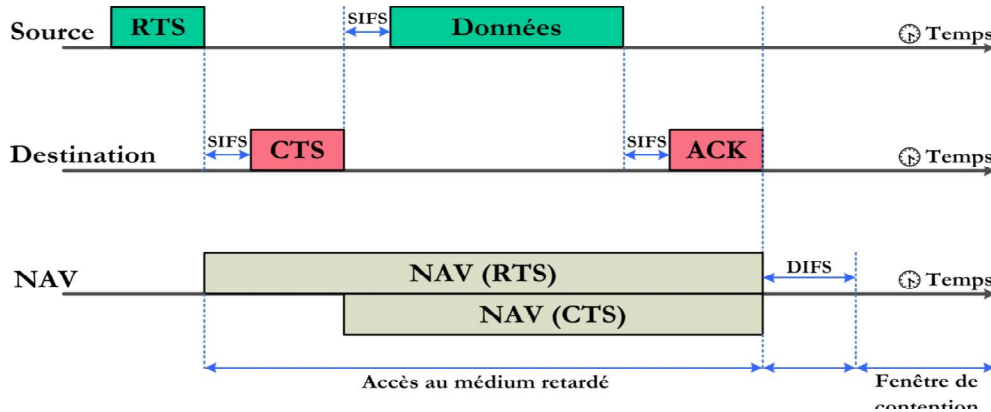 SIFS
Source RTS Données Temps
SIFS SIFS
Destination CTS ACK Temps
DIFS
NAV NAV (RTS) Temps
NAV (CTS)
Accès au médium retardé Fenêtre de
contention